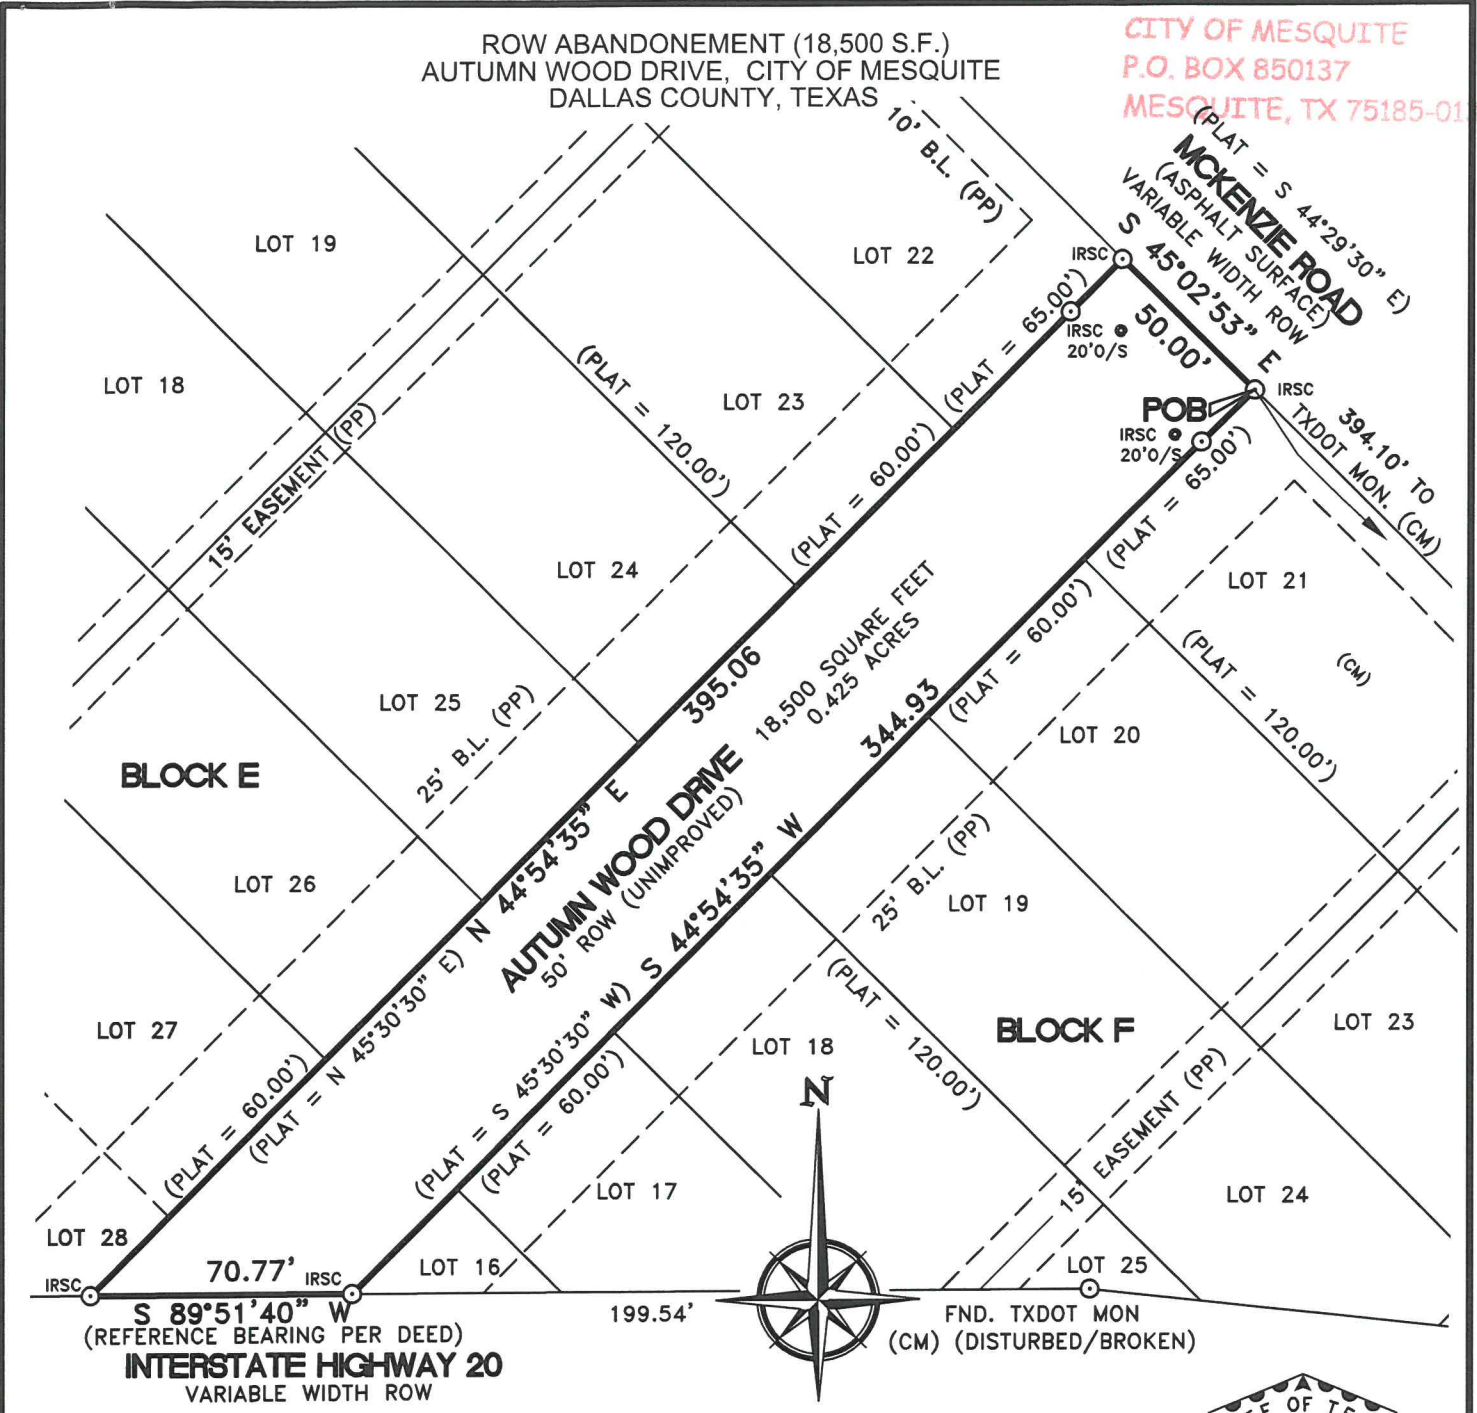 ROW ABANDONEMENT (18,500 S.F.)
AUTUMN WOOD DRIVE, CITY OF MESQUITE
DALLAS COUNTY, TEXAS
CITY OF MESQUITE
P.O. BOX 850137
MESQUITE, TX 75185-01
(PLAT = S 44°29'30" E)
MCKENZIE ROAD
(ASPHALT SURFACE)
VARIABLE WIDTH ROW
S 45°02'53" E
50.00'
10' B.L. (PP)
LOT 19
LOT 22
IRSC
(PLAT = 65.00')
IRSC
20'O/S
LOT 18
(PLAT = 120.00')
LOT 23
POB
IRSC
IRSC
20'O/S
394.10' TO
TXDOT MON. (CM)
15' EASEMENT (PP)
(PLAT = 60.00')
(PLAT = 65.00')
LOT 24
LOT 21
(PLAT = 60.00')
(PLAT = 120.00')
(CM)
LOT 25
25' B.L. (PP)
395.06
18,500 SQUARE FEET
0.425 ACRES
344.93
LOT 20
BLOCK E
N 44°54'35" E
AUTUMN WOOD DRIVE
50' ROW (UNIMPROVED)
S 44°54'35" W
25' B.L. (PP)
LOT 26
LOT 19
(PLAT = N 45°30'30" E)
(PLAT = S 45°30'30" W)
(PLAT = 120.00')
LOT 27
LOT 18
BLOCK F
LOT 23
(PLAT = 60.00')
(PLAT = 60.00')
N
15' EASEMENT (PP)
LOT 17
LOT 24
LOT 28
LOT 16
LOT 25
IRSC
70.77'
IRSC
S 89°51'40" W
(REFERENCE BEARING PER DEED)
199.54'
FND. TXDOT MON
(CM) (DISTURBED/BROKEN)
INTERSTATE HIGHWAY 20
VARIABLE WIDTH ROW
OF